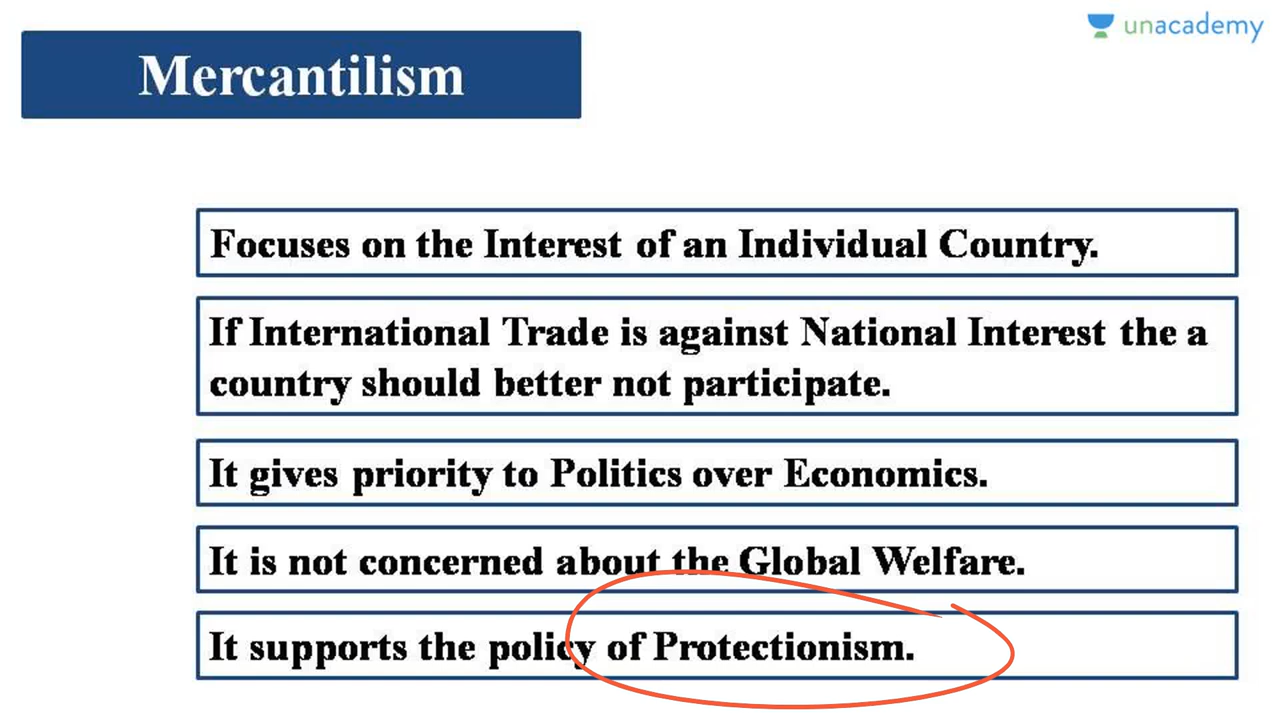 unacademy
Mercantilism
Focuses on the Interest of an Individual Country.
If International Trade is against National Interest the a
country should better not participate.
It gives priority to Politics over Economics.
It is not concerned about the Global Welfare.
It supports the policy of Protectionism.